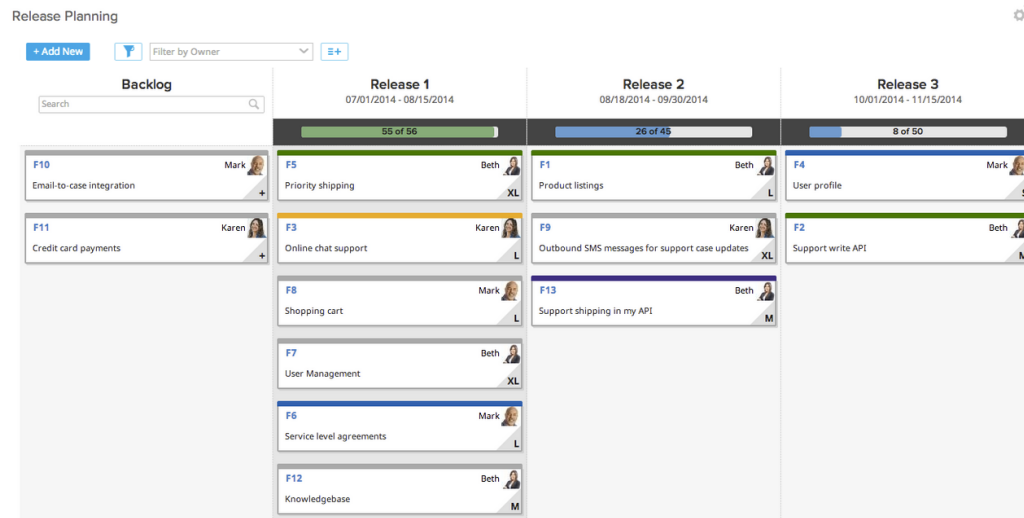 Release Planning
+ Add New
Filter by Owner
Backlog
Search
Release 1
07/01/2014 - 08/15/2014
Release 2
08/18/2014 - 09/30/2014
Release 3
10/01/2014 - 11/15/2014
55 of 56
26 of 45
8 of 50
F10 Mark
Email-to-case integration
+
F11 Karen
Credit card payments
+
F5 Beth
Priority shipping
XL
F3 Karen
Online chat support
L
F8 Mark
Shopping cart
L
F7 Beth
User Management
XL
F6 Mark
Service level agreements
L
F12 Beth
Knowledgebase
M
F1 Beth
Product listings
L
F9 Karen
Outbound SMS messages for support case updates
XL
F13 Beth
Support shipping in my API
M
F4 Mark
User profile
F2 Beth
Support write API
M